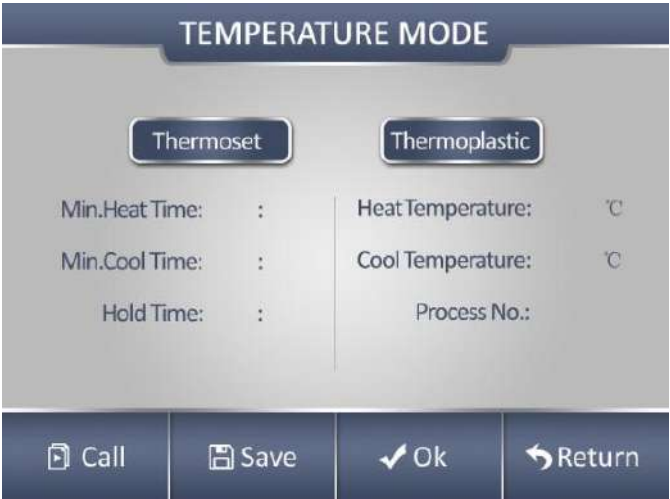 TEMPERATURE MODE
Thermoset
Thermoplastic
Min.Heat Time: :
Heat Temperature: ℃
Min.Cool Time: :
Cool Temperature: ℃
Hold Time: :
Process No.:
Call
Save
Ok
Return